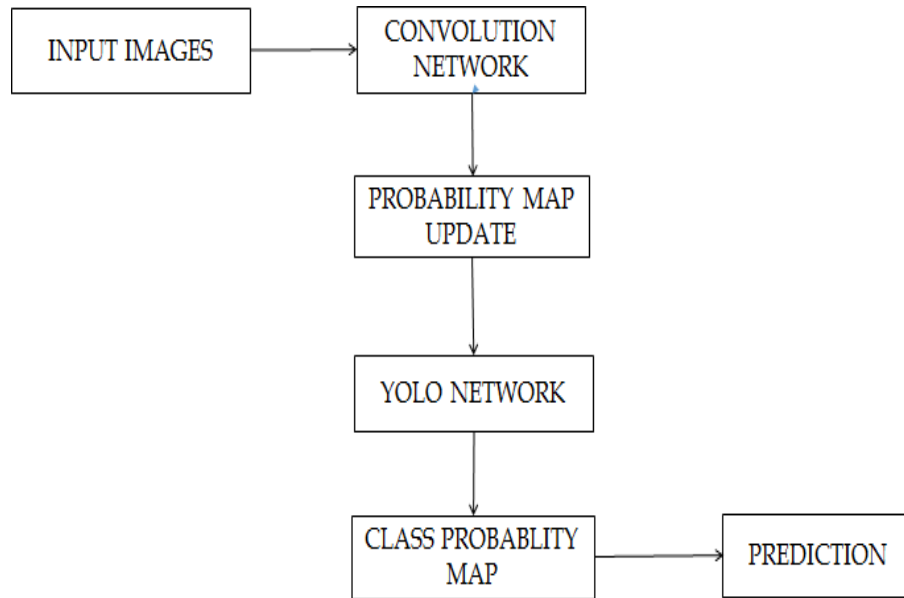 INPUT IMAGES
CONVOLUTION
NETWORK
PROBABILITY MAP
UPDATE
YOLO NETWORK
CLASS PROBABLITY
MAP
PREDICTION